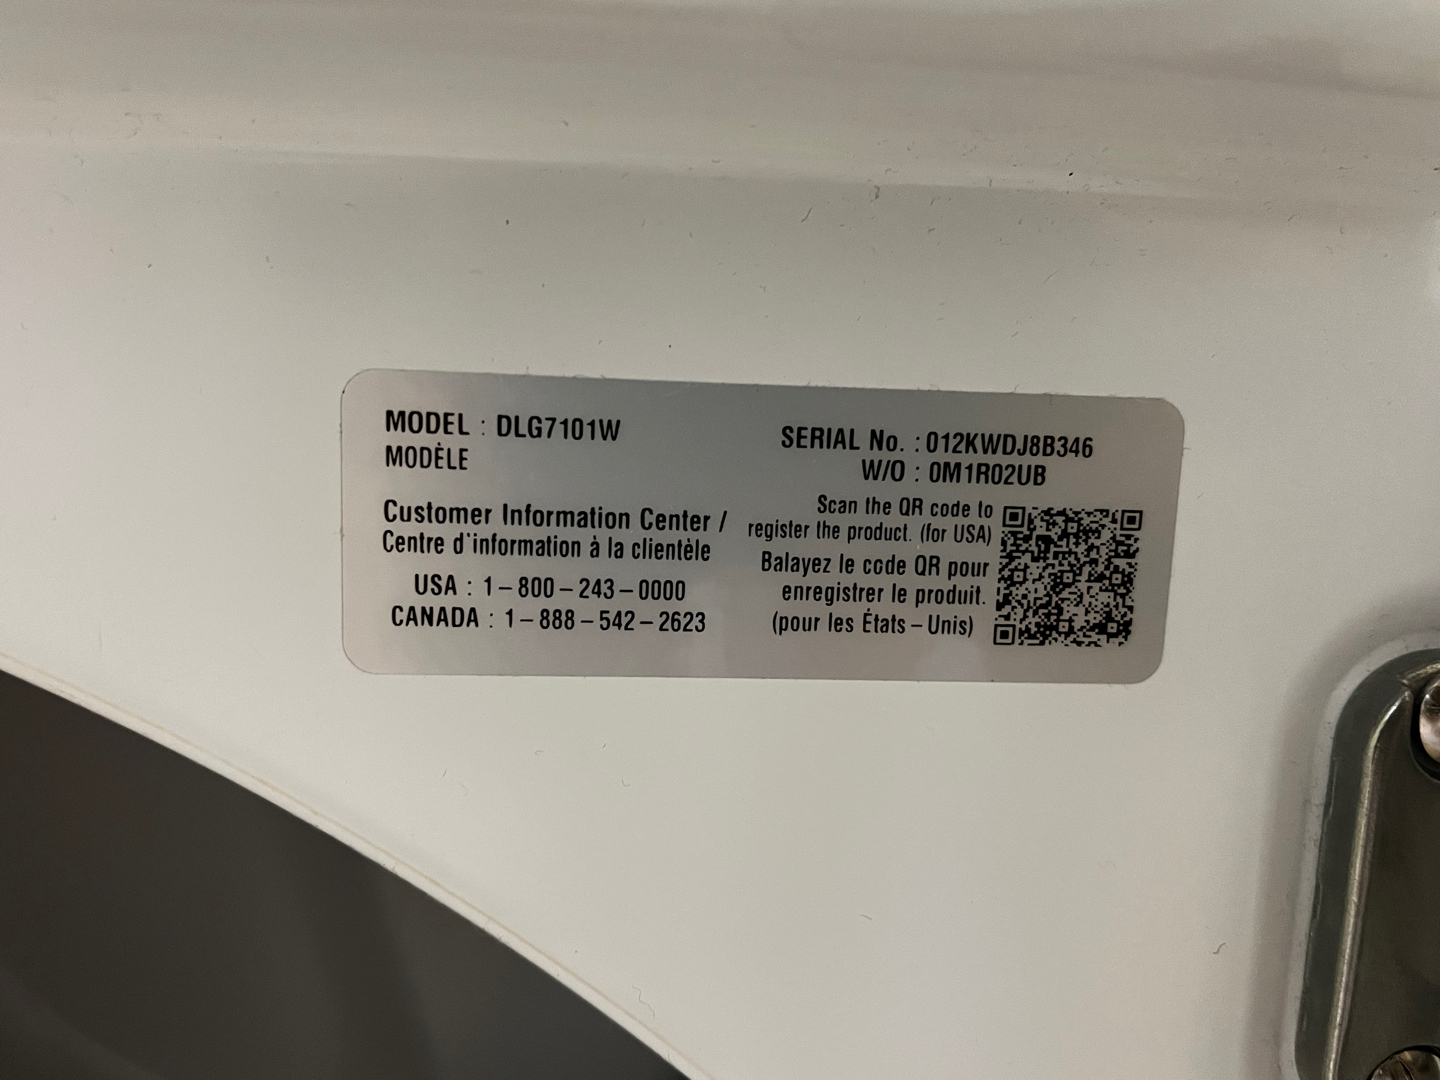 MODEL : DLG7101W
MODÈLE
Customer Information Center /
Centre d'information à la clientèle
USA : 1-800-243-0000
CANADA : 1-888-542-2623
SERIAL No. : 012KWDJ8B346
W/O : 0M1R02UB
Scan the QR code to
register the product. (for USA)
Balayez le code QR pour
enregistrer le produit.
(pour les États-Unis)